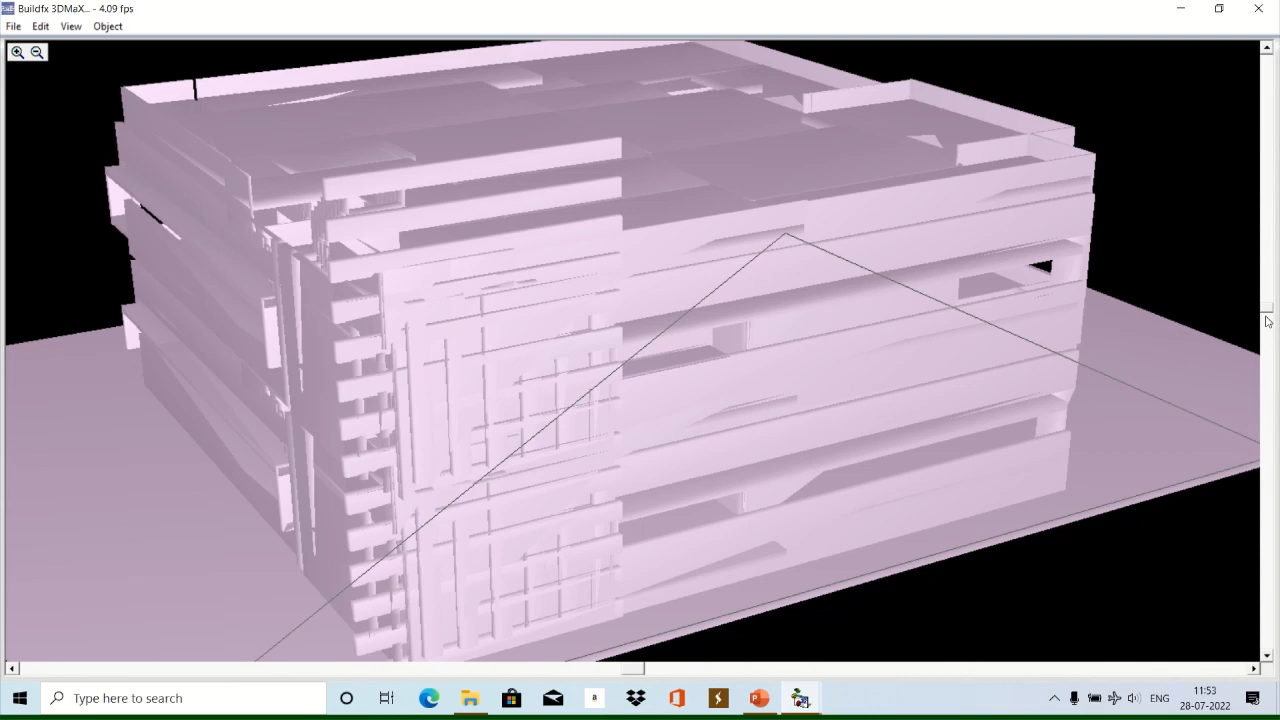 Buildfx 3DMaX... - 4.09 fps
File Edit View Object
Type here to search
a
ENG
11:53
28-07-2022